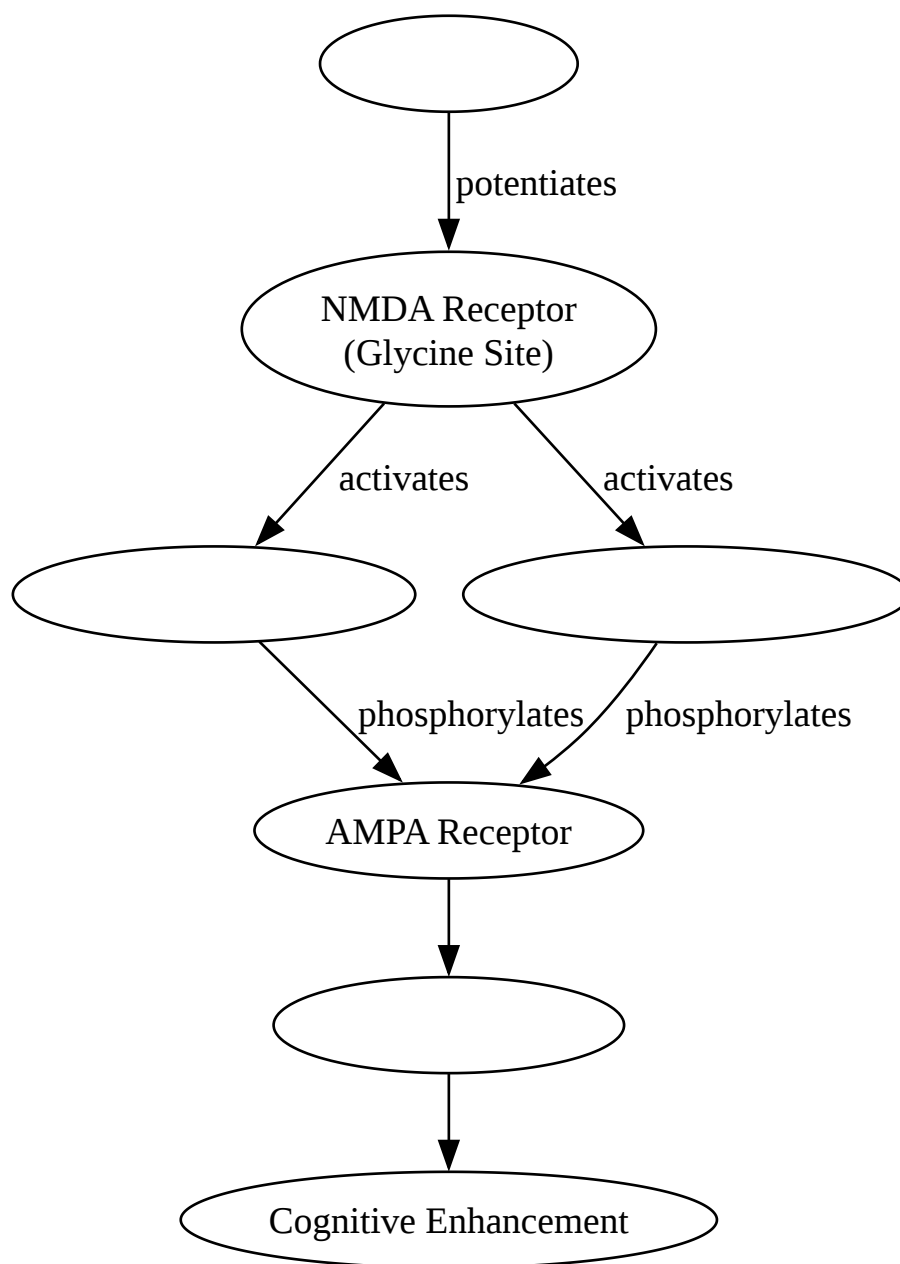 potentiates
NMDA Receptor
(Glycine Site)
activates
activates
phosphorylates
phosphorylates
AMPA Receptor
Cognitive Enhancement